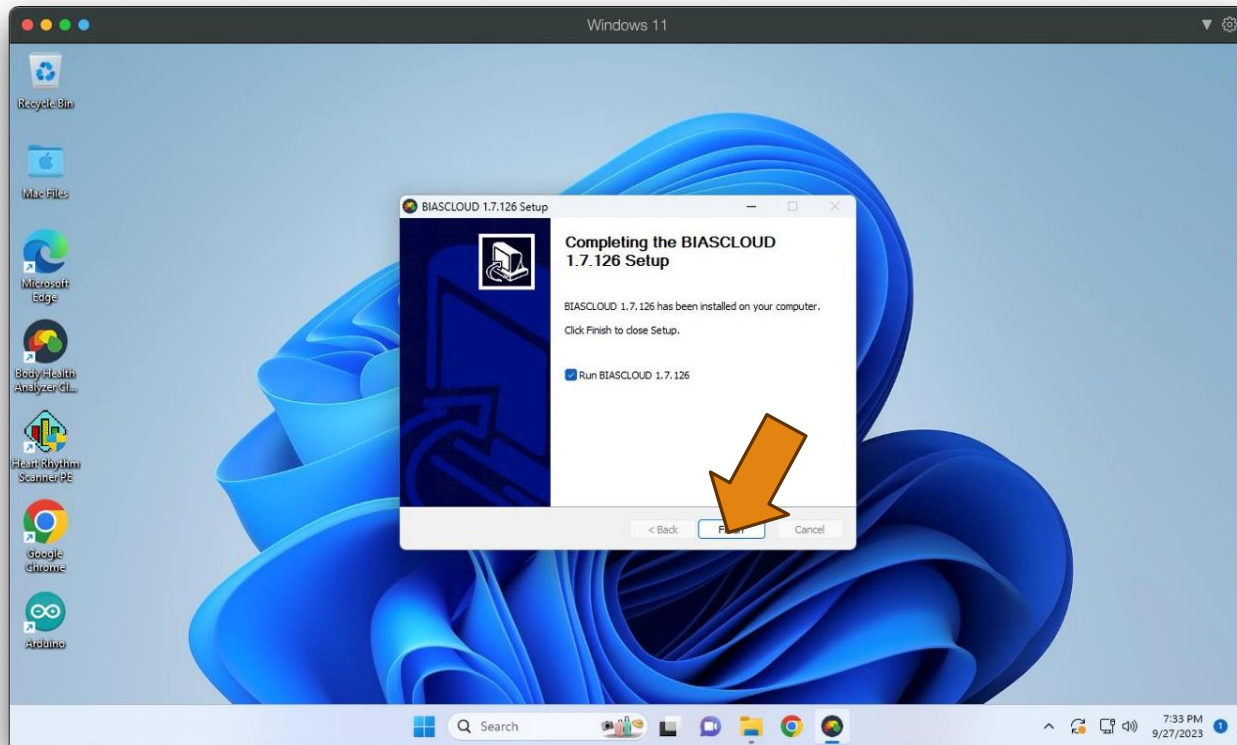 Windows 11
Recycle Bin
Mac Files
Microsoft
Edge
Body Health
Analyzer Cl...
Heart Rhythm
Scanner PE
Google
Chrome
Arduino
BIASCLOUD 1.7.126 Setup
Completing the BIASCLOUD
1.7.126 Setup
BIASCLOUD 1.7.126 has been installed on your computer.
Click Finish to close Setup.
Run BIASCLOUD 1.7.126
< Back
Finish
Cancel
Search
7:33 PM
9/27/2023
1